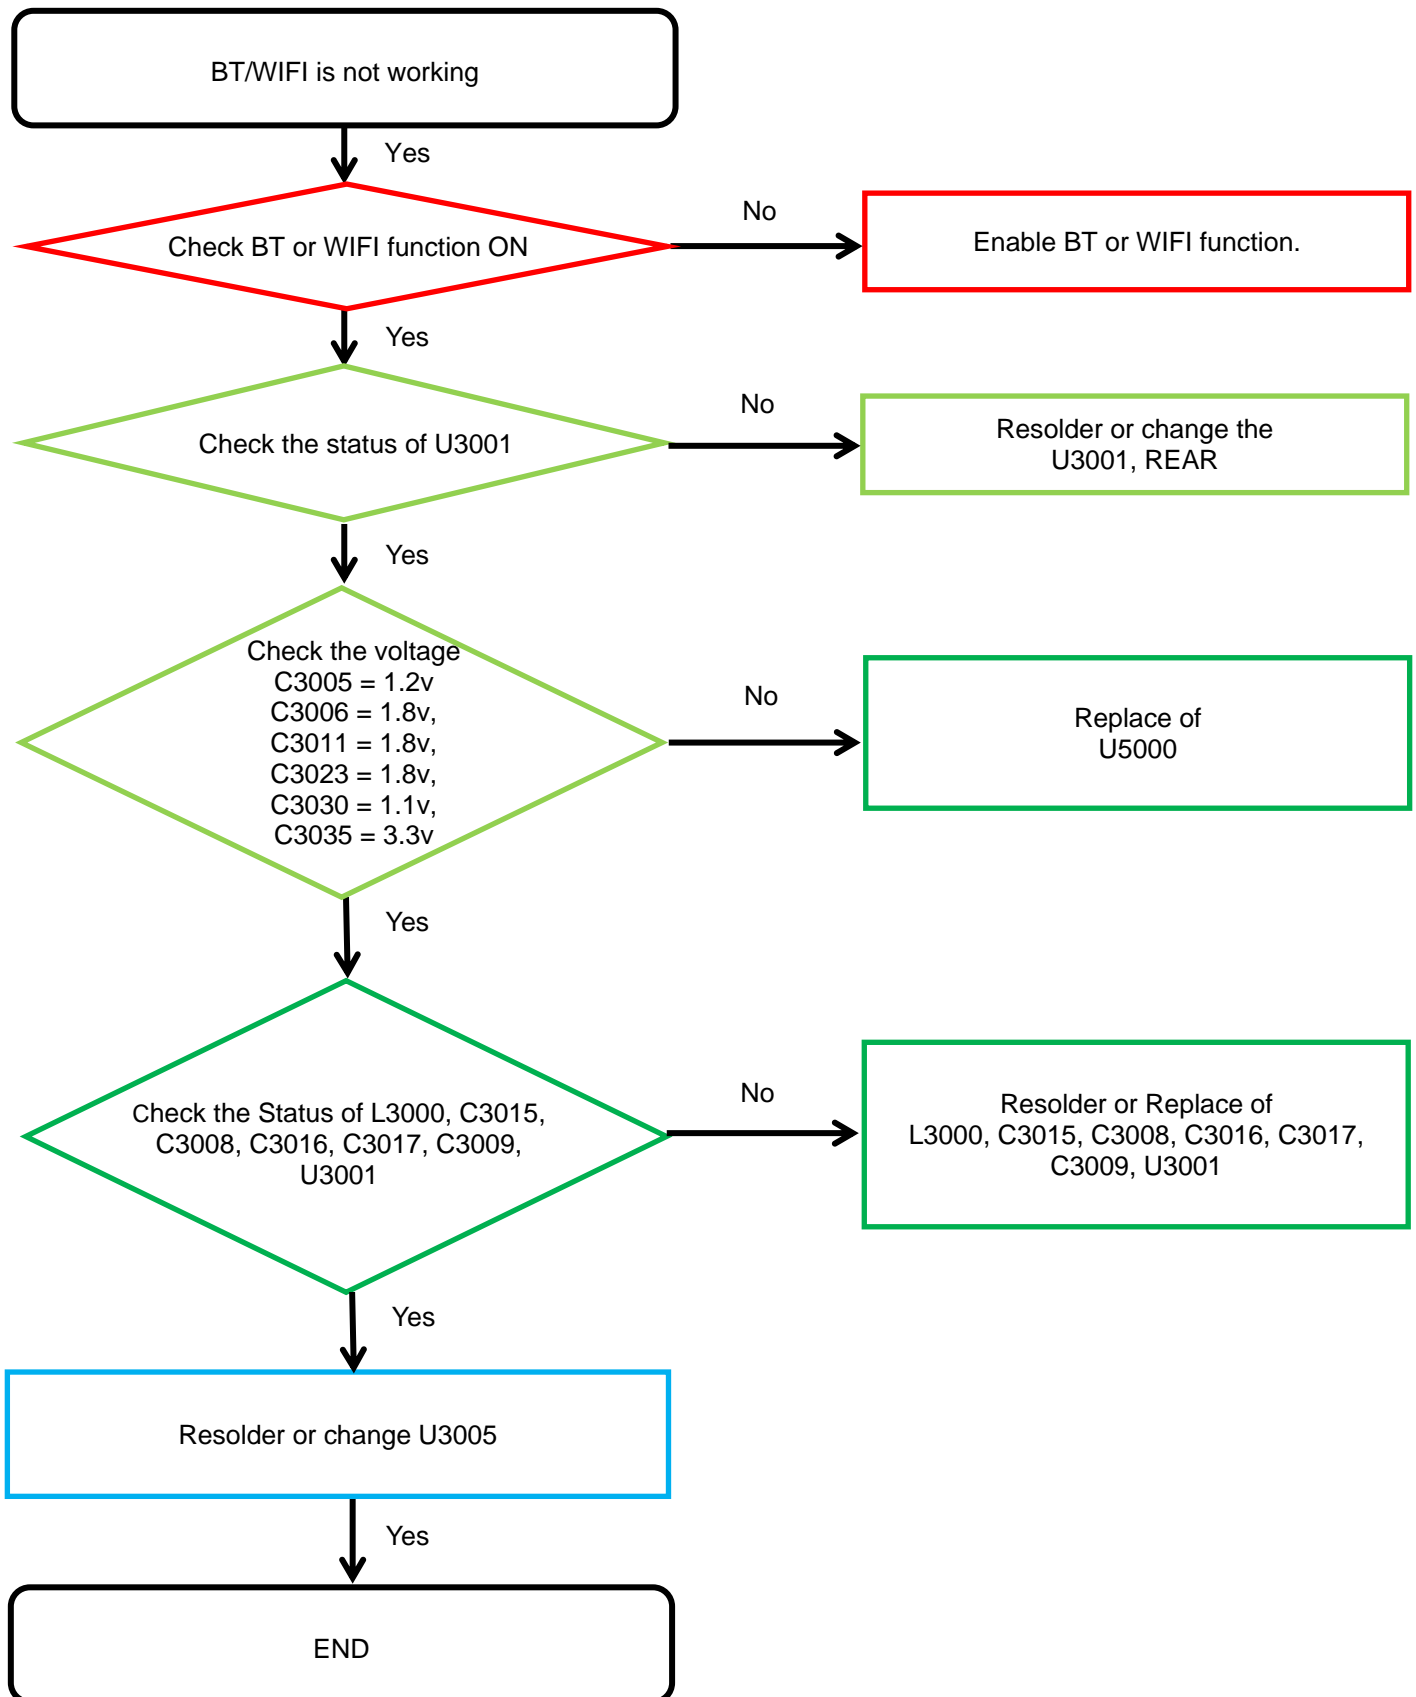 BT/WIFI is not working
Yes
Check BT or WIFI function ON
No
Enable BT or WIFI function.
Yes
Check the status of U3001
No
Resolder or change the
U3001, REAR
Yes
Check the voltage
C3005 = 1.2v
C3006 = 1.8v,
C3011 = 1.8v,
C3023 = 1.8v,
C3030 = 1.1v,
C3035 = 3.3v
No
Replace of
U5000
Yes
Check the Status of L3000, C3015,
C3008, C3016, C3017, C3009,
U3001
No
Resolder or Replace of
L3000, C3015, C3008, C3016, C3017,
C3009, U3001
Yes
Resolder or change U3005
Yes
END